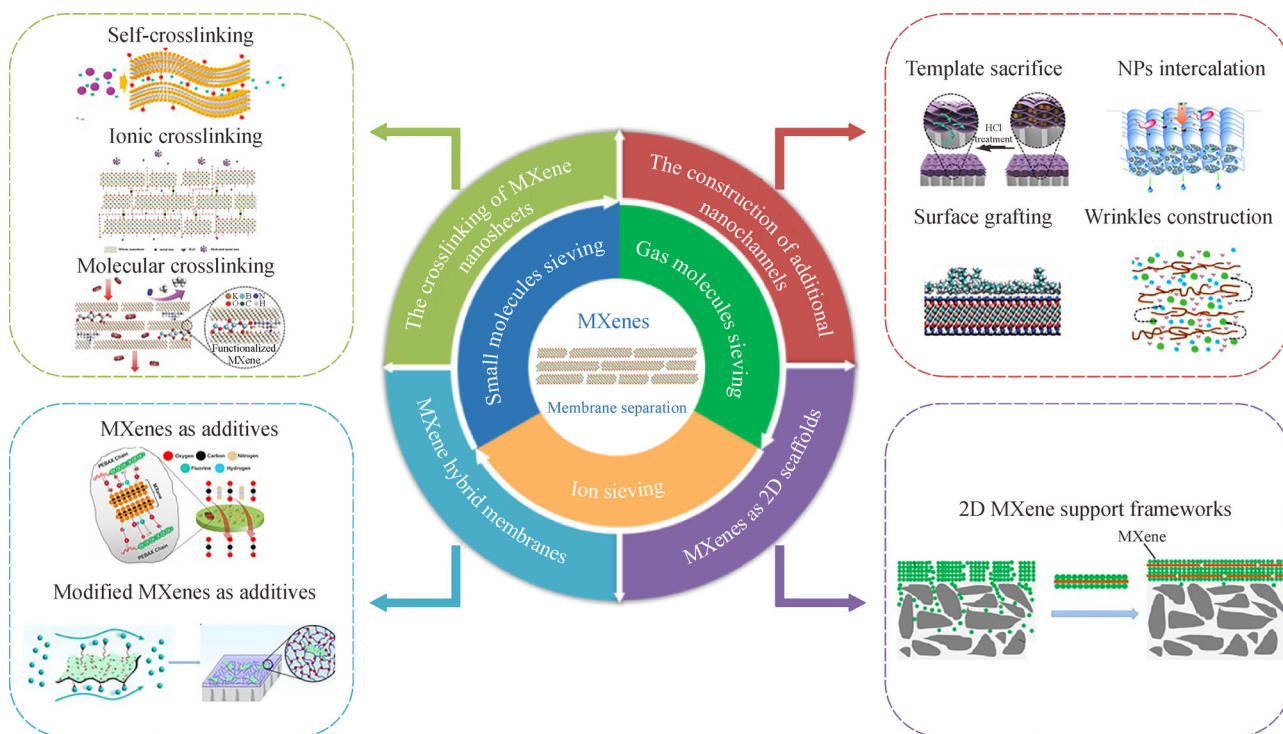 Self-crosslinking
Ionic crosslinking
Molecular crosslinking
K B N
O C H
Functionalized
MXene
Template sacrifice
NPs intercalation
HCl
treatment
Surface grafting
Wrinkles construction
The crosslinking of MXene
nanosheets
The construction of additional
nanochannels
Small molecules sieving
Gas molecules sieving
MXenes
Membrane separation
Ion sieving
MXene hybrid membranes
MXenes as 2D scaffolds
MXenes as additives
PEBAX Chain
Oxygen Carbon Nitrogen
Fluorine Hydrogen
MXene
PEBAX Chain
Modified MXenes as additives
2D MXene support frameworks
MXene